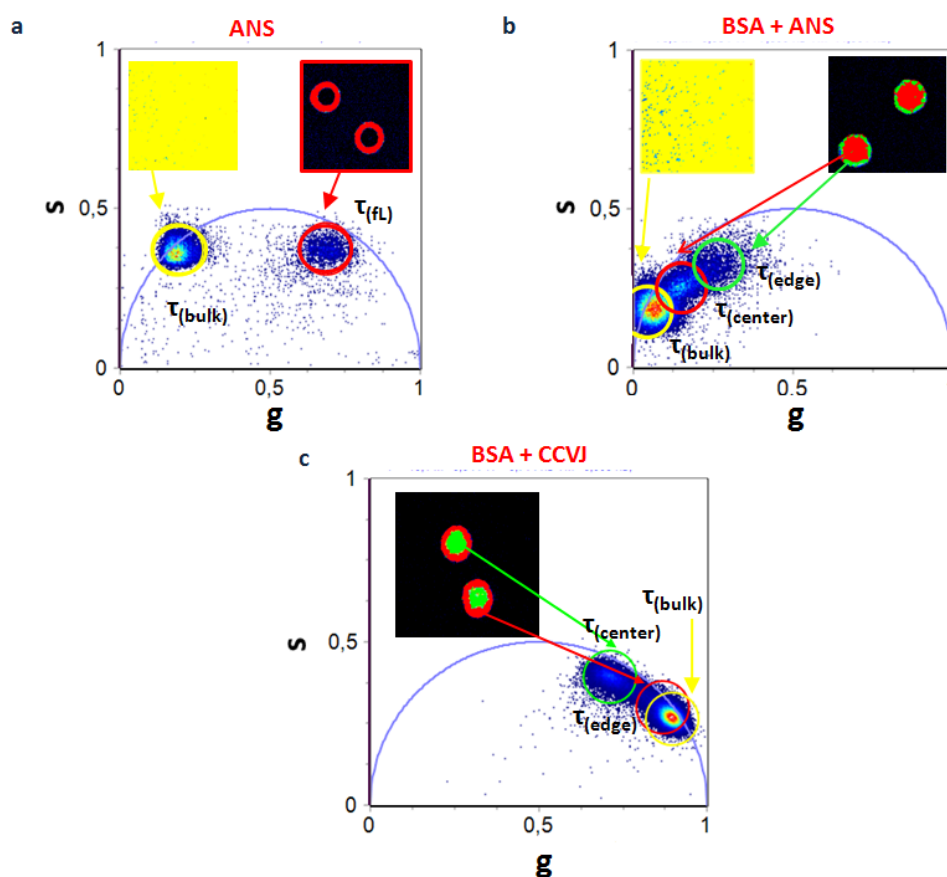 a
ANS
1
s
0,5
0
τ(fL)
τ(bulk)
0
0,5
1
g
b
BSA + ANS
1
s
0,5
0
τ(edge)
τ(center)
τ(bulk)
0
0.5
g
c
BSA + CCVJ
1
s
0,5
0
τ(bulk)
τ(center)
τ(edge)
0
0,5
1
g